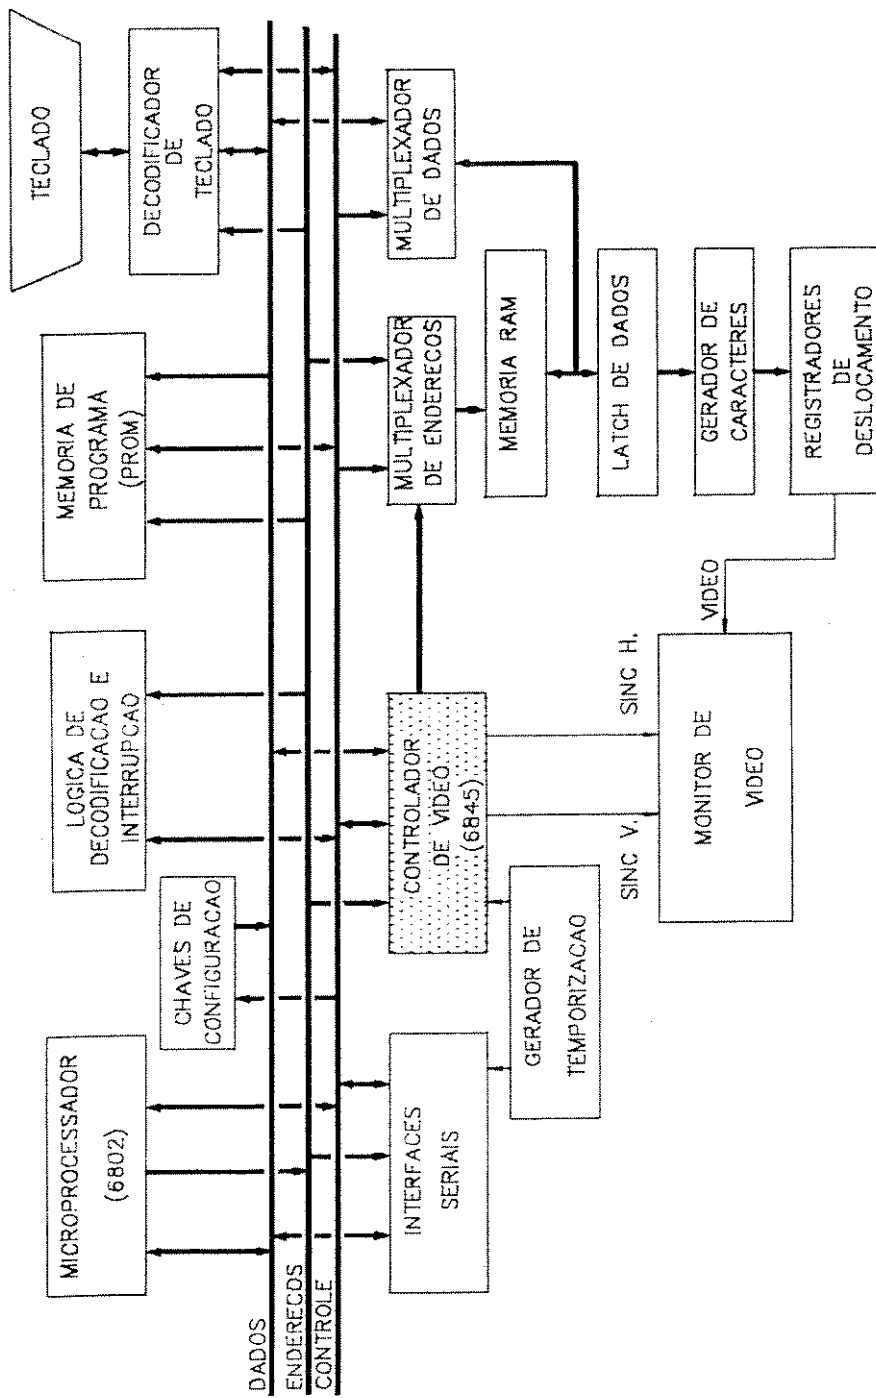 MICROPROCESSADOR
(6802)
CHAVES DE
CONFIGURACAO
LOGICA DE
DECODIFICACAO E
INTERRUPCAO
MEMORIA DE
PROGRAMA
(PROM)
TECLADO
DECODIFICADOR
DE
TECLADO
DADOS
ENDERECOS
CONTROLE
INTERFACES
SERIAIS
CONTROLADOR
DE VIDEO
(6845)
MULTIPLEXADOR
DE ENDERECOS
MULTIPLEXADOR
DE DADOS
MEMORIA RAM
GERADOR DE
TEMPORIZACAO
LATCH DE DADOS
SINC V.
SINC H.
GERADOR DE
CARACTERES
MONITOR DE
VIDEO
VIDEO
REGISTRADORES
DE
DESLOCAMENTO